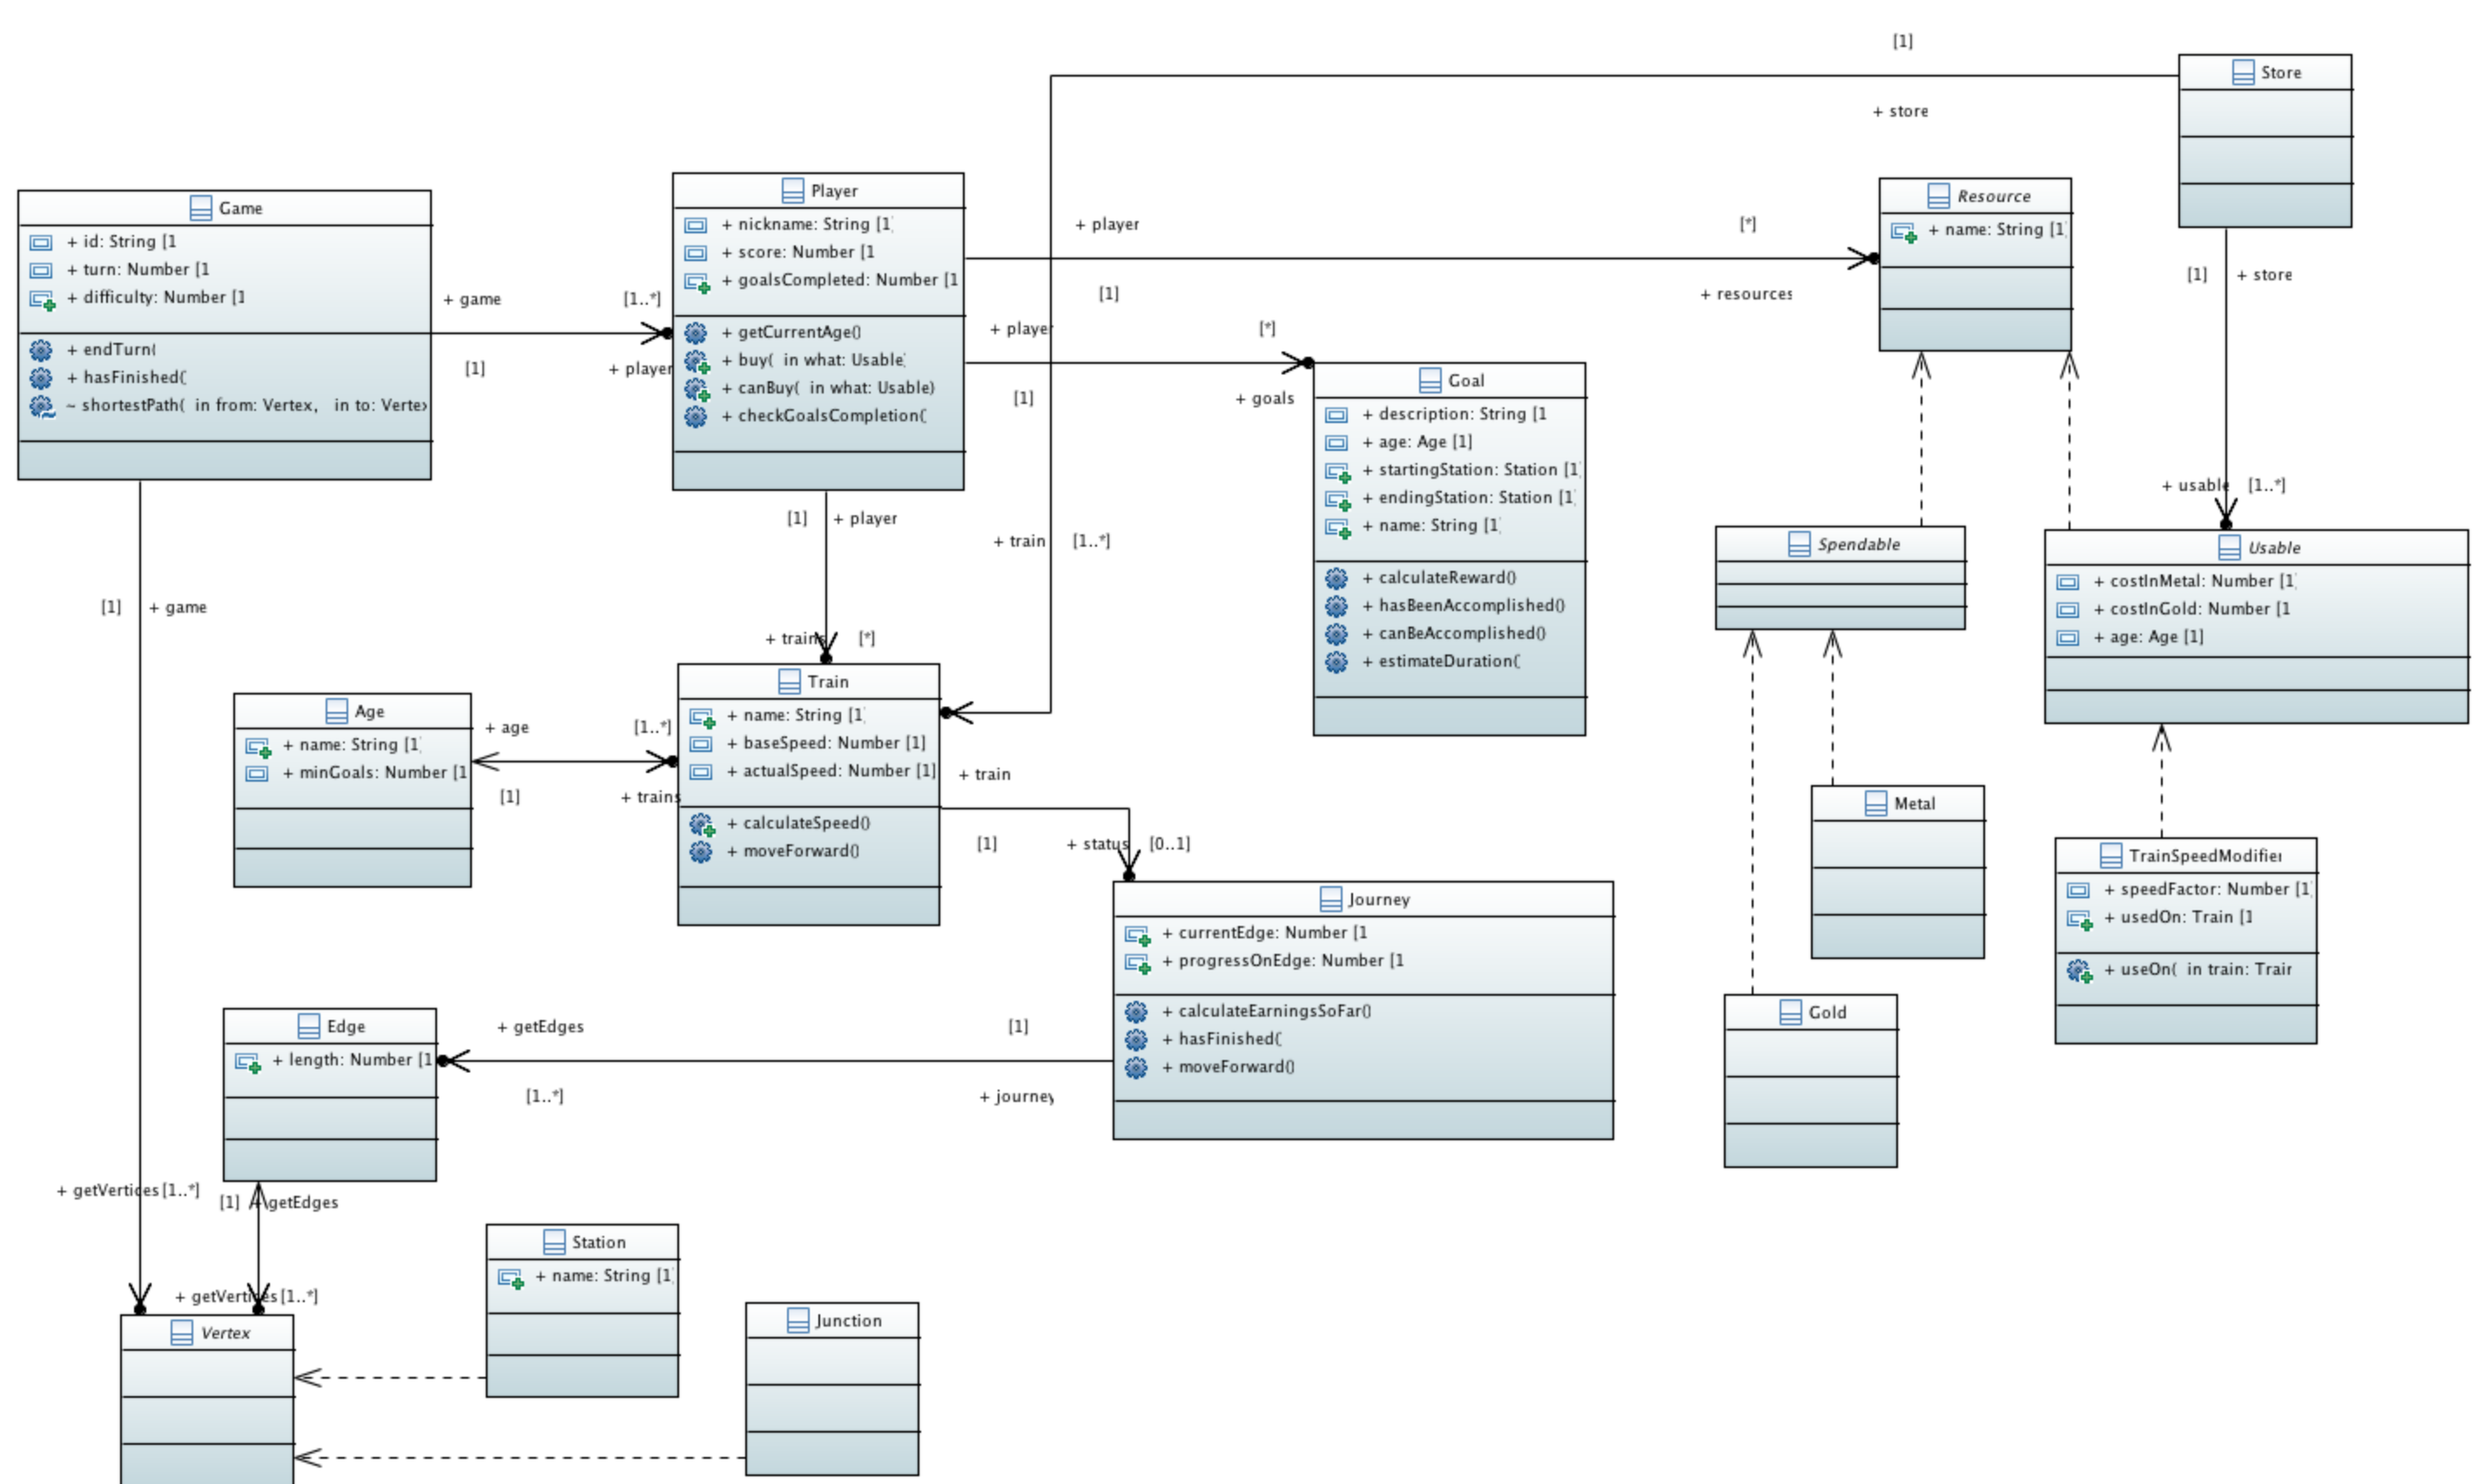 [1]
Store
+ store
Player
+ nickname: String [1
+ score: Number [1
+ goalsCompleted: Number [1
+ getCurrentAge()
+ buy( in what: Usable
+ canBuy( in what: Usable)
+ checkGoalsCompletion(
Resource
+ name: String [1
Game
+ id: String [1
+ turn: Number [1
+ difficulty: Number [1
+ endTurn(
+ hasFinished(
~ shortestPath( in from: Vertex, in to: Vertex
+ game
[1..*]
[1]
+ player
+ player
[*]
[1]
+ resources
+ player
[*]
[1]
+ goals
[1]
+ store
+ usable
[1..*]
Goal
+ description: String [1
+ age: Age [1]
+ startingStation: Station [1
+ endingStation: Station [1
+ name: String [1
+ calculateReward()
+ hasBeenAccomplished()
+ canBeAccomplished()
+ estimateDuration(
[1]
+ player
+ train
[1..*]
+ trains
[*]
[1]
+ game
Spendable
Usable
+ costInMetal: Number [1
+ costInGold: Number [1
+ age: Age [1]
Train
+ name: String [1
+ baseSpeed: Number [1]
+ actualSpeed: Number [1]
+ calculateSpeed()
+ moveForward()
Age
+ name: String [1
+ minGoals: Number [1
+ age
[1..*]
[1]
+ trains
+ train
[1]
+ status
[0..1]
Metal
TrainSpeedModifier
+ speedFactor: Number [1
+ usedOn: Train [1
+ useOn( in train: Train
Journey
+ currentEdge: Number [1
+ progressOnEdge: Number [1
+ calculateEarningsSoFar()
+ hasFinished(
+ moveForward()
Gold
Edge
+ length: Number [1
+ getEdges
[1]
[1..*]
+ journey
+ getVertices [1..*]
[1]
+ getEdges
Station
+ name: String [1
+ getVertices [1..*]
Vertex
Junction